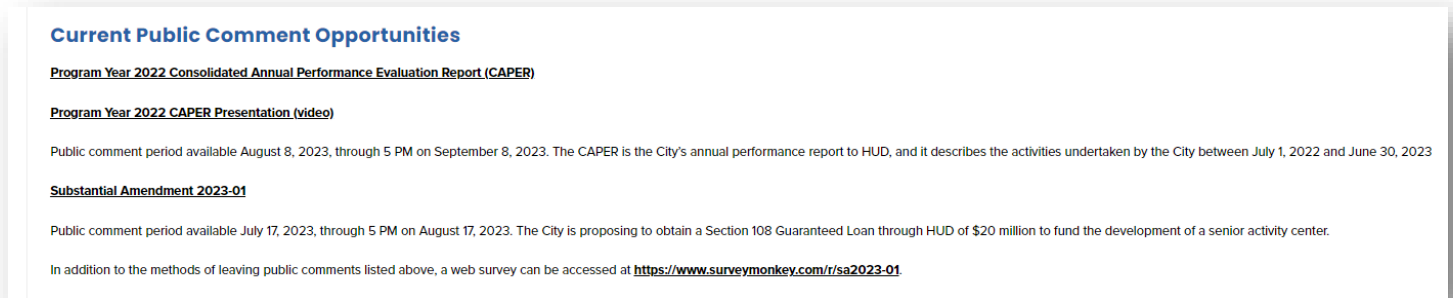 Current Public Comment Opportunities
Program Year 2022 Consolidated Annual Performance Evaluation Report (CAPER)
Program Year 2022 CAPER Presentation (video)
Public comment period available August 8, 2023, through 5 PM on September 8, 2023. The CAPER is the City's annual performance report to HUD, and it describes the activities undertaken by the City between July 1, 2022 and June 30, 2023
Substantial Amendment 2023-01
Public comment period available July 17, 2023, through 5 PM on August 17, 2023. The City is proposing to obtain a Section 108 Guaranteed Loan through HUD of $20 million to fund the development of a senior activity center.
In addition to the methods of leaving public comments listed above, a web survey can be accessed at https://www.surveymonkey.com/r/sa2023-01.